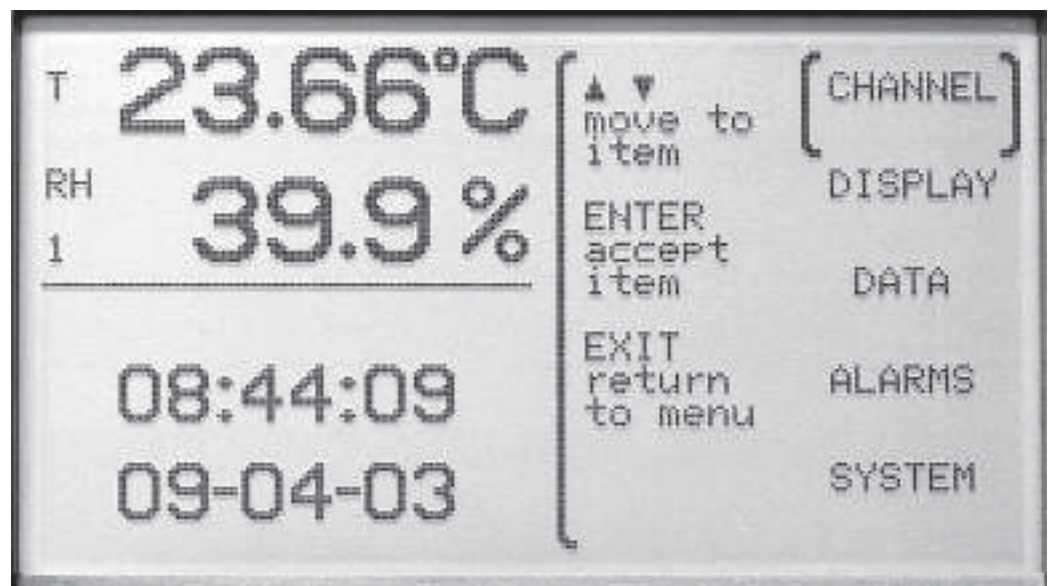 T 23.66°C
RH 39.9 %
1
08:44:09
09-04-03
▲ ▼
move to
item
ENTER
accept
item
EXIT
return
to menu
CHANNEL
DISPLAY
DATA
ALARMS
SYSTEM